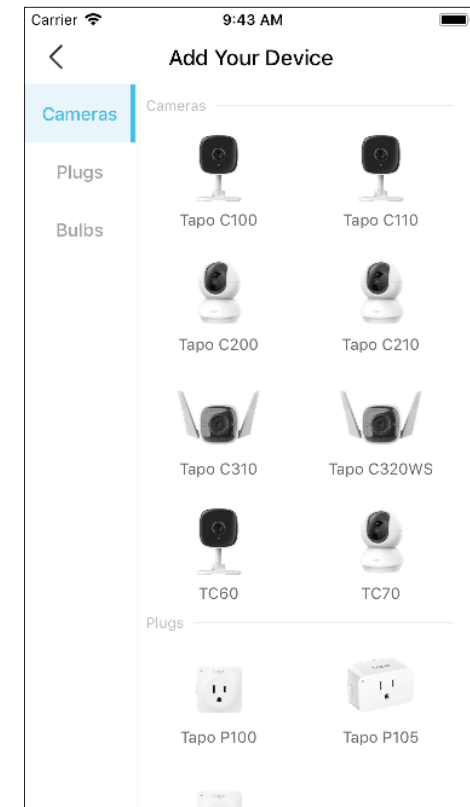 Carrier 9:43 AM
Add Your Device
Cameras
Plugs
Bulbs
Cameras
Tapo C100 Tapo C110
Tapo C200 Tapo C210
Tapo C310 Tapo C320WS
TC60 TC70
Plugs
Tapo P100 Tapo P105